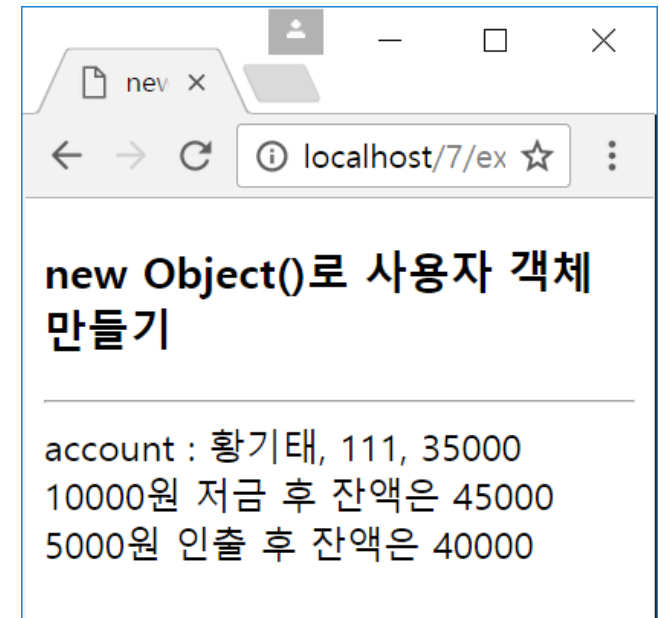 new
localhost/7/ex
new Object()로 사용자 객체
만들기
account : 황기태, 111, 35000
10000원 저금 후 잔액은 45000
5000원 인출 후 잔액은 40000